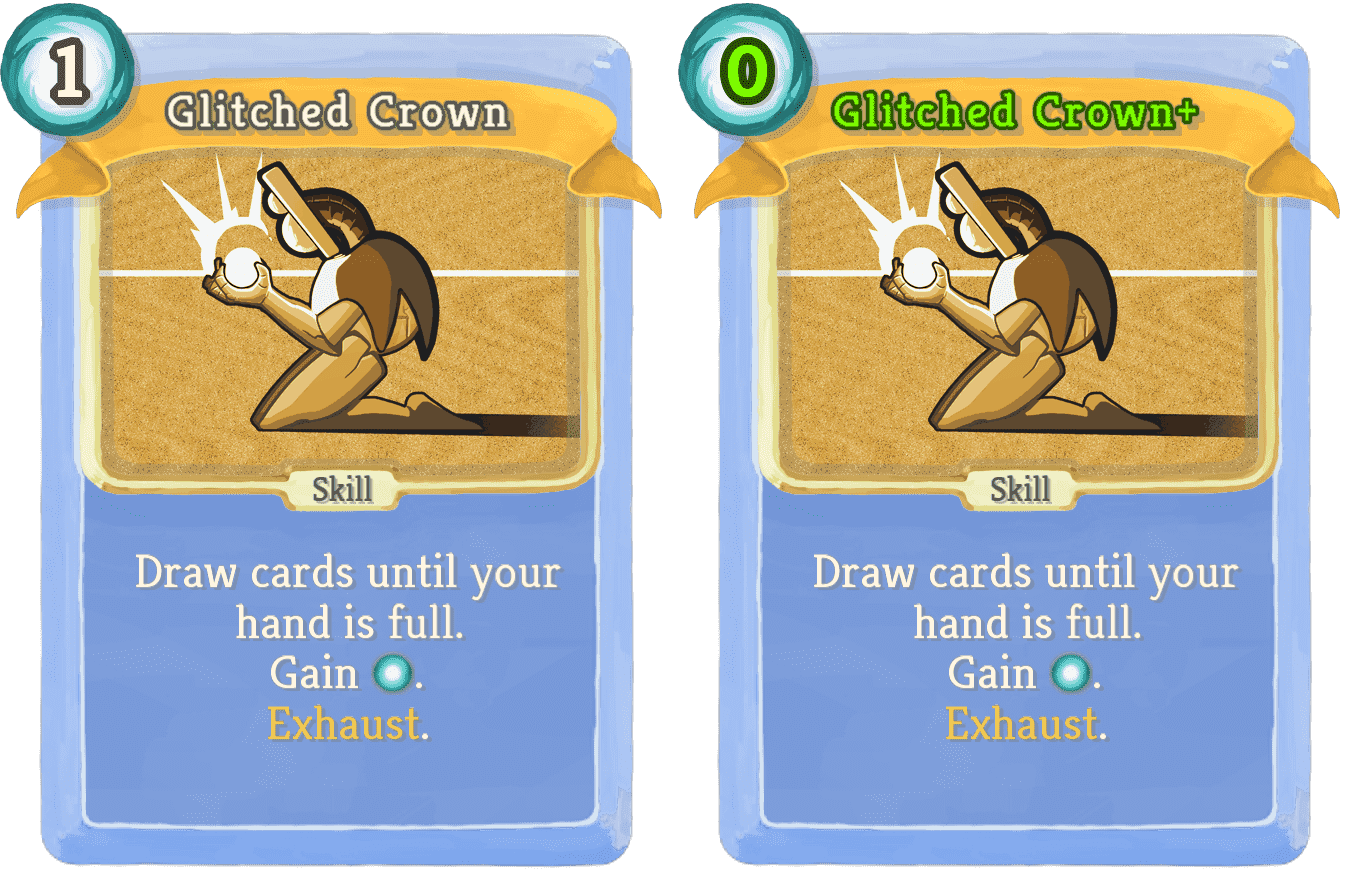 1
Glitched Crown
Skill
Draw cards until your
hand is full.
Gain .
Exhaust.
0
Glitched Crown+
Skill
Draw cards until your
hand is full.
Gain .
Exhaust.